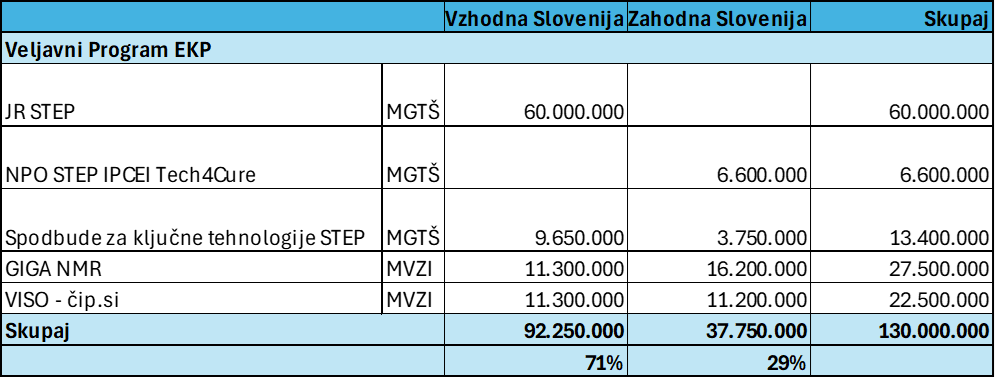 Vzhodna Slovenija Zahodna Slovenija Skupaj
Veljavni Program EKP
JR STEP MGTŠ 60.000.000 60.000.000
NPO STEP IPCEI Tech4Cure MGTŠ 6.600.000 6.600.000
Spodbude za ključne tehnologije STEP MGTŠ 9.650.000 3.750.000 13.400.000
GIGA NMR MVZI 11.300.000 16.200.000 27.500.000
VISO - čip.si MVZI 11.300.000 11.200.000 22.500.000
Skupaj 92.250.000 37.750.000 130.000.000
71% 29%